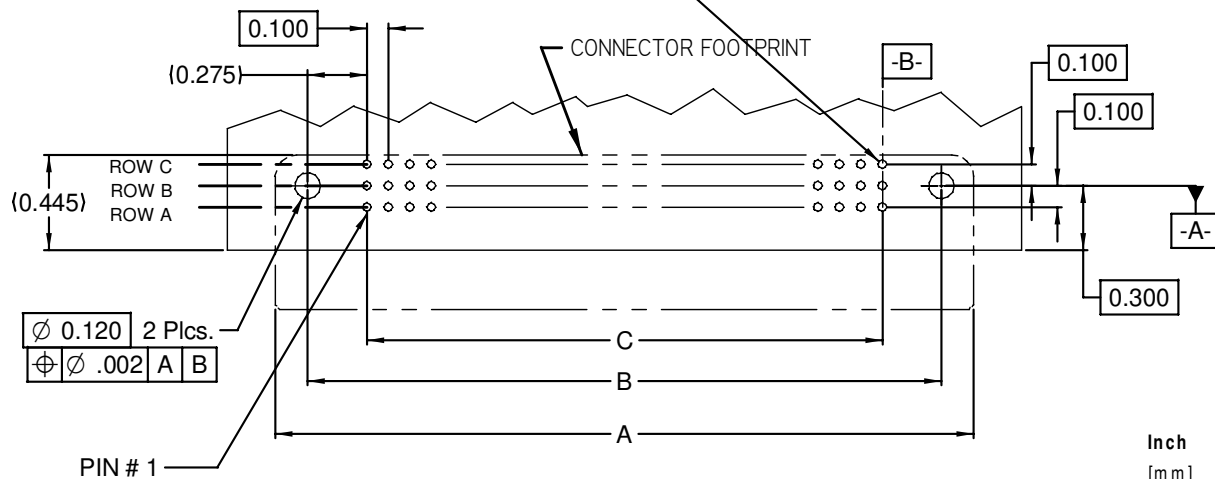 0.100
CONNECTOR FOOTPRINT
-B-
0.100
(0.275)
0.100
ROW C
ROW B
(0.445)
ROW A
-A-
0.300
Ø 0.120 2 Plcs.
⌖ Ø .002 A B
C
B
A
PIN # 1
Inch
[mm]